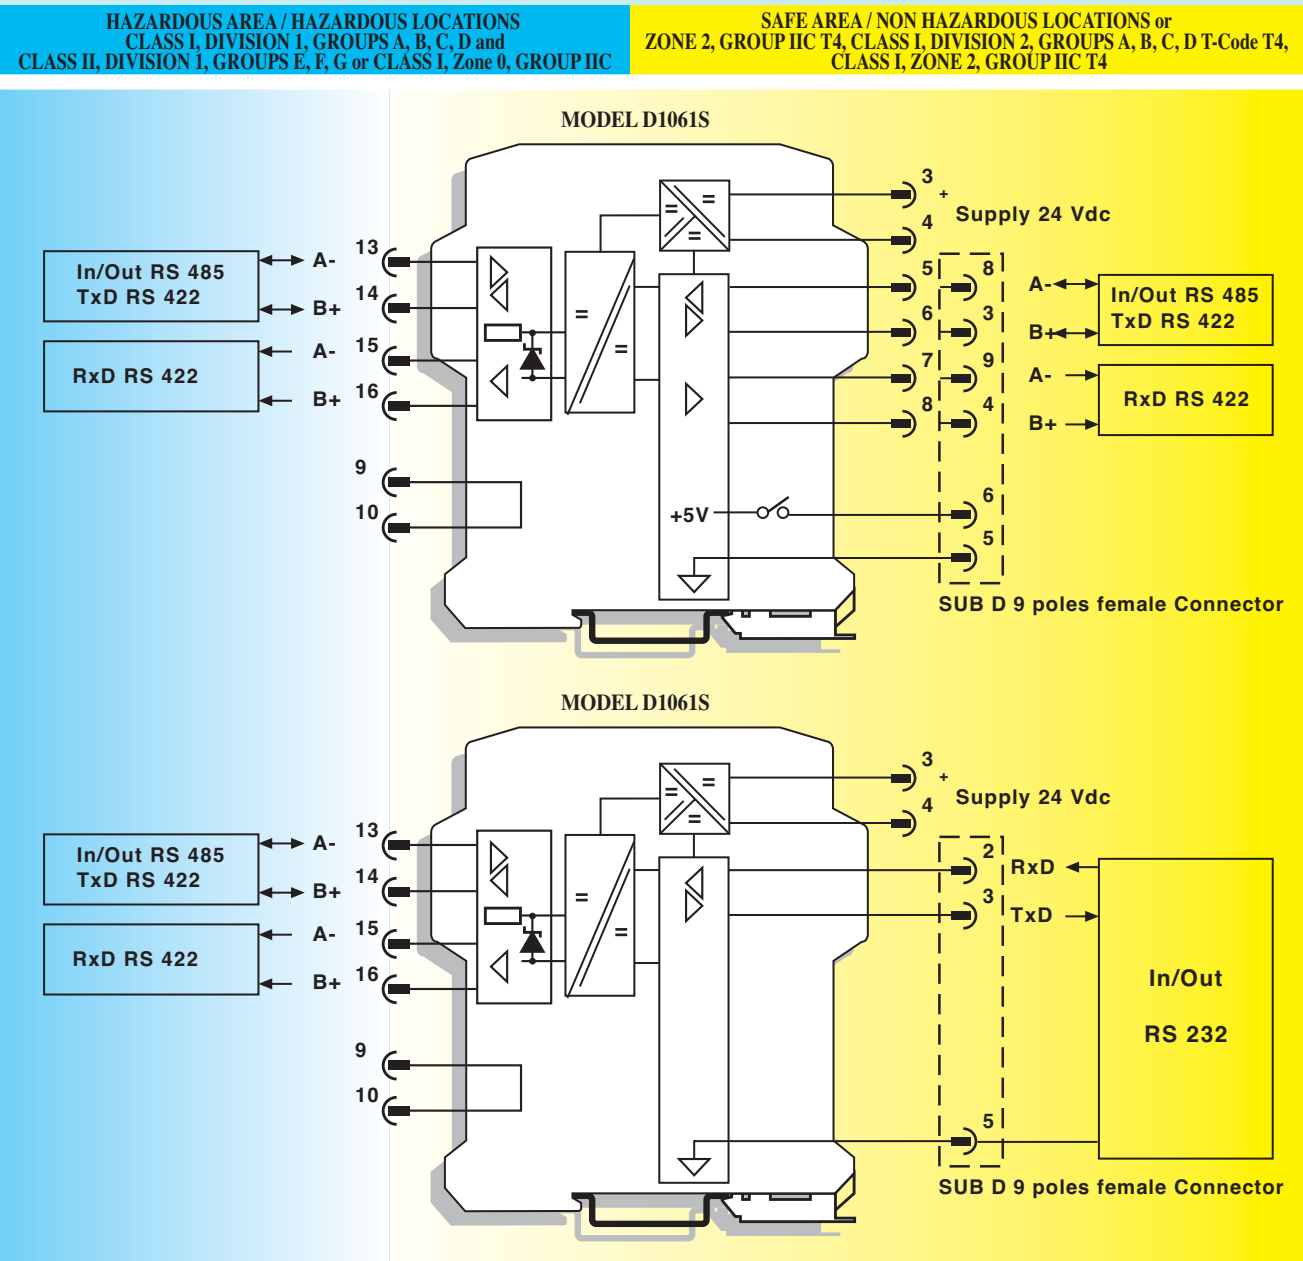 HAZARDOUS AREA / HAZARDOUS LOCATIONS
CLASS I, DIVISION 1, GROUPS A, B, C, D and
CLASS II, DIVISION 1, GROUPS E, F, G or CLASS I, Zone 0, GROUP IIC
SAFE AREA / NON HAZARDOUS LOCATIONS or
ZONE 2, GROUP IIC T4, CLASS I, DIVISION 2, GROUPS A, B, C, D T-Code T4,
CLASS I, ZONE 2, GROUP IIC T4
MODEL D1061S
In/Out RS 485
TxD RS 422
A-
13
B+
14
RxD RS 422
A-
15
B+
16
9
10
+5V
3
+
Supply 24 Vdc
4
5
8
6
3
7
9
8
4
6
5
A-
B+
In/Out RS 485
TxD RS 422
A-
B+
RxD RS 422
SUB D 9 poles female Connector
MODEL D1061S
In/Out RS 485
TxD RS 422
A-
13
B+
14
RxD RS 422
A-
15
B+
16
9
10
3
+
Supply 24 Vdc
4
2
RxD
3
TxD
In/Out
RS 232
5
SUB D 9 poles female Connector